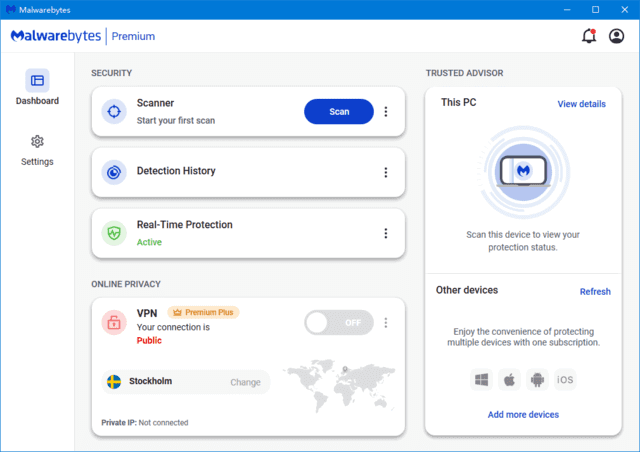 Malwarebytes
Malwarebytes | Premium
Dashboard
Settings
SECURITY
Scanner
Start your first scan
Scan
Detection History
Real-Time Protection
Active
ONLINE PRIVACY
VPN
Premium Plus
Your connection is
Public
OFF
Stockholm
Change
Private IP: Not connected
TRUSTED ADVISOR
This PC
View details
Scan this device to view your
protection status.
Other devices
Refresh
Enjoy the convenience of protecting
multiple devices with one subscription.
iOS
Add more devices